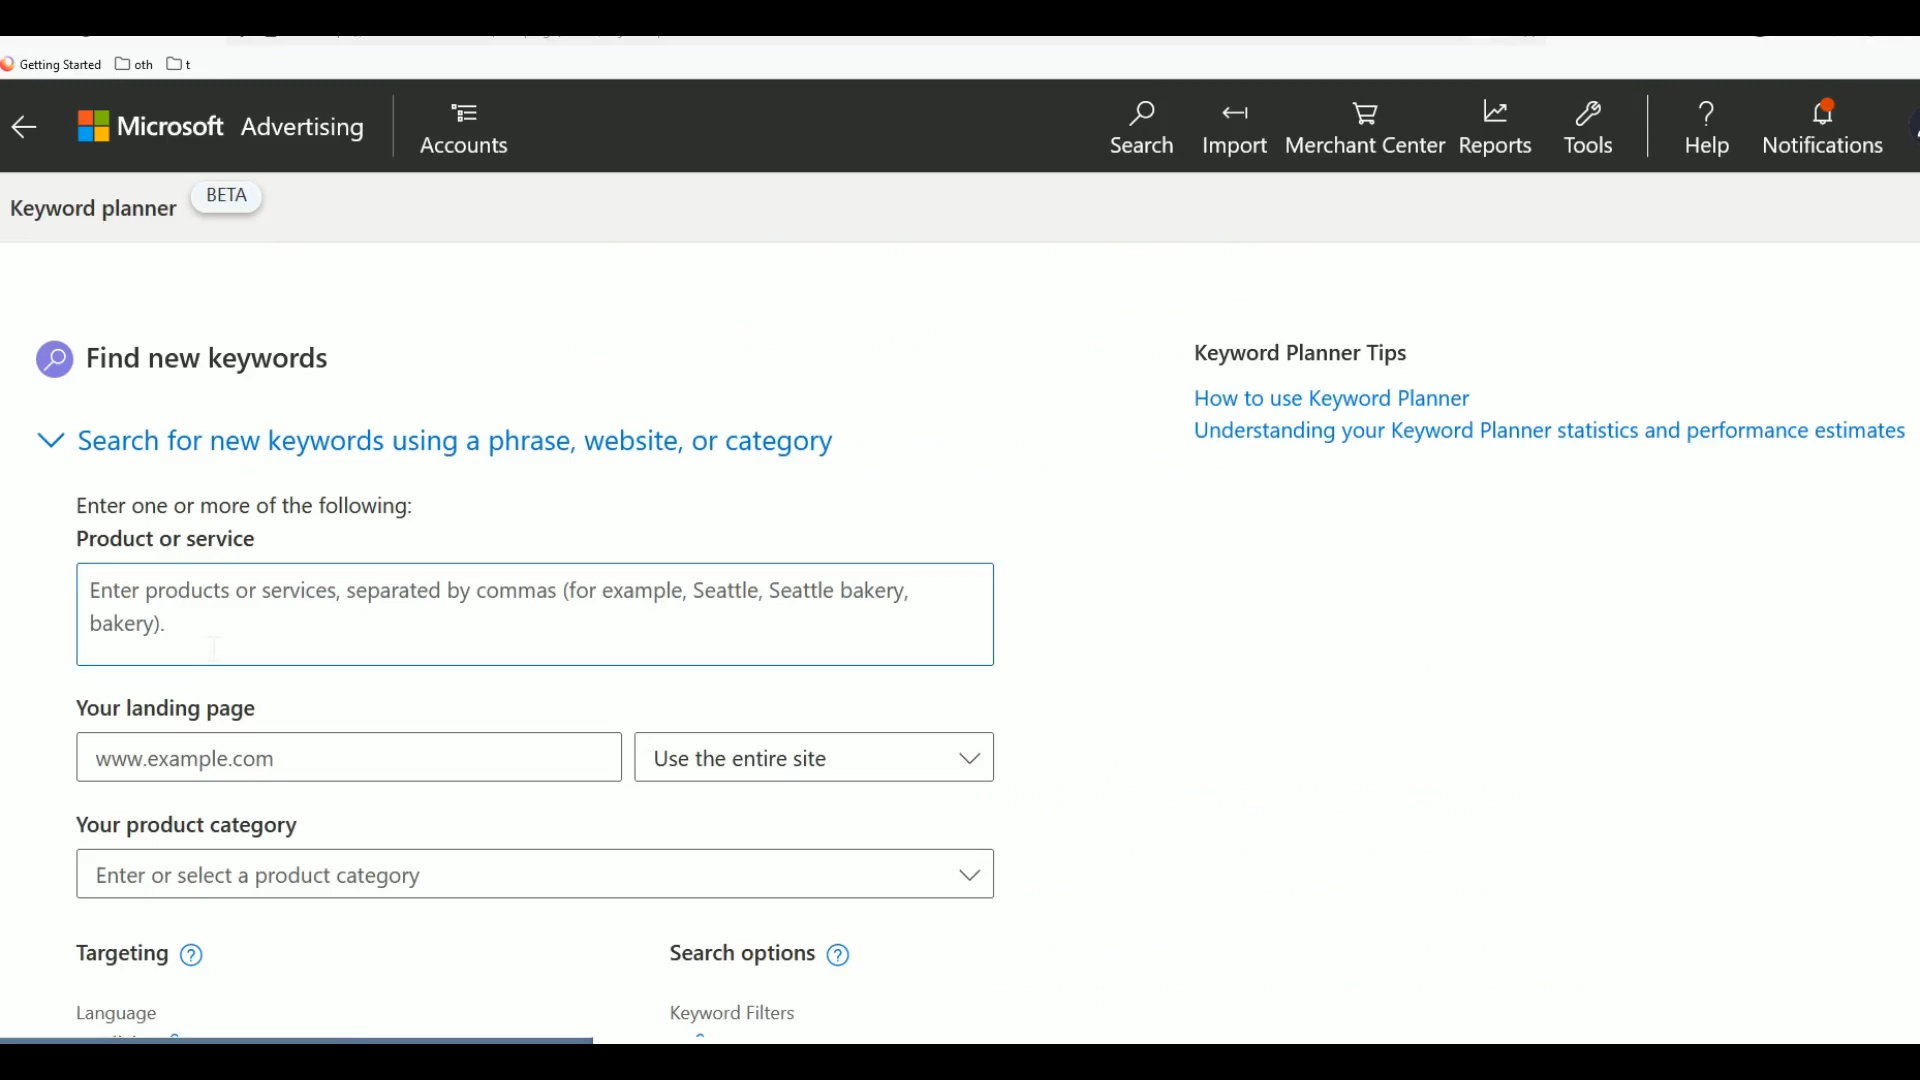 Getting Started oth t
Microsoft Advertising
Accounts
Search Import Merchant Center Reports Tools Help Notifications
Keyword planner BETA
Find new keywords
Search for new keywords using a phrase, website, or category
Enter one or more of the following:
Product or service
Enter products or services, separated by commas (for example, Seattle, Seattle bakery,
bakery).
Your landing page
www.example.com
Use the entire site
Your product category
Enter or select a product category
Targeting ?
Search options ?
Language
Keyword Filters
Keyword Planner Tips
How to use Keyword Planner
Understanding your Keyword Planner statistics and performance estimates